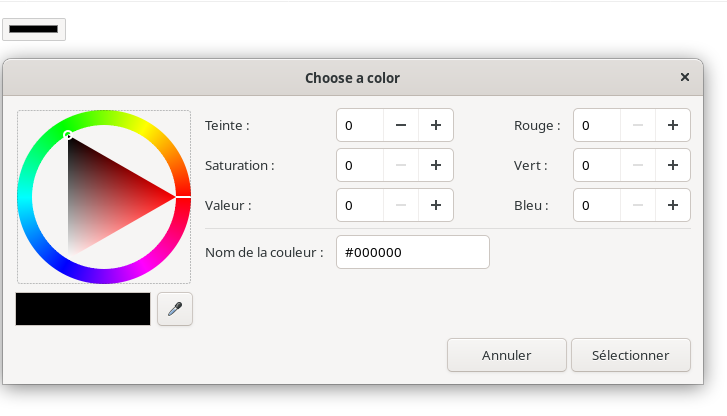 Choose a color
Teinte : 0 Rouge : 0
Saturation : 0 Vert : 0
Valeur : 0 Bleu : 0
Nom de la couleur : #000000
Annuler Sélectionner